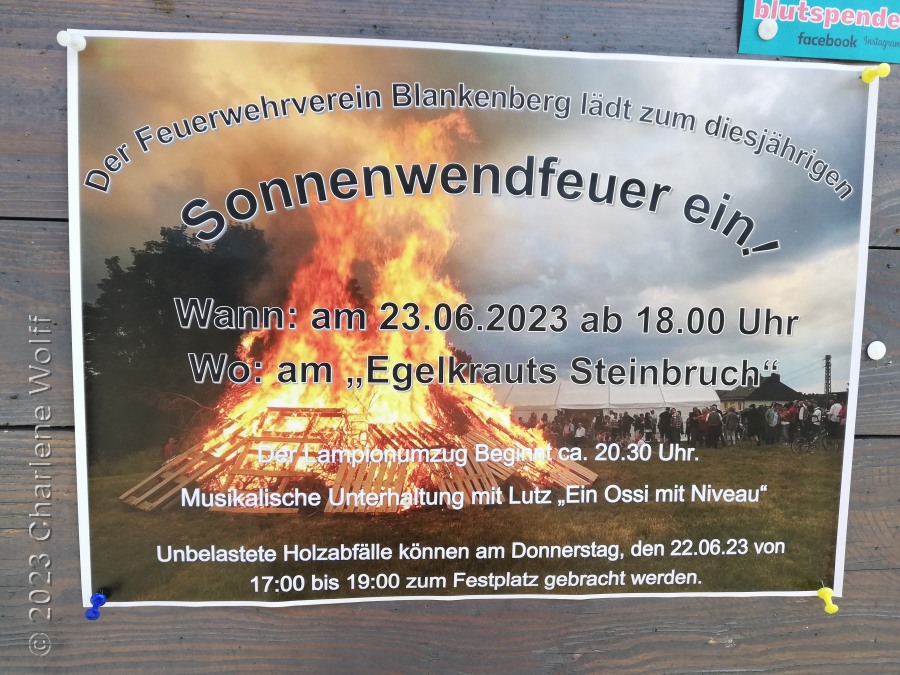 blutspende
facebook Instagram
Der Feuerwehrverein Blankenberg lädt zum diesjährigen
Sonnenwendfeuer ein!
Wann: am 23.06.2023 ab 18.00 Uhr
Wo: am „Egelkrauts Steinbruch“
Der Lampionumzug Beginnt ca. 20.30 Uhr.
Musikalische Unterhaltung mit Lutz „Ein Ossi mit Niveau“
Unbelastete Holzabfälle können am Donnerstag, den 22.06.23 von
17:00 bis 19:00 zum Festplatz gebracht werden.
© 2023 Charlene Wolff